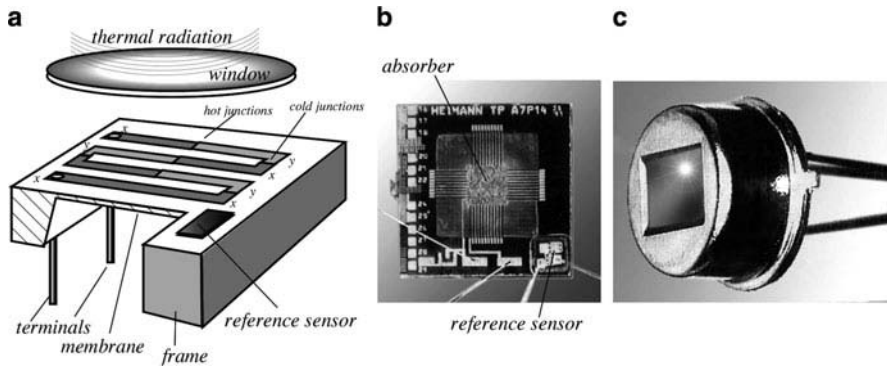 a
thermal radiation
window
hot junctions
cold junctions
x
y
x
y
x
y
x
terminals
membrane
frame
reference sensor
b
absorber
HEIMANN TP A7P14
reference sensor
c